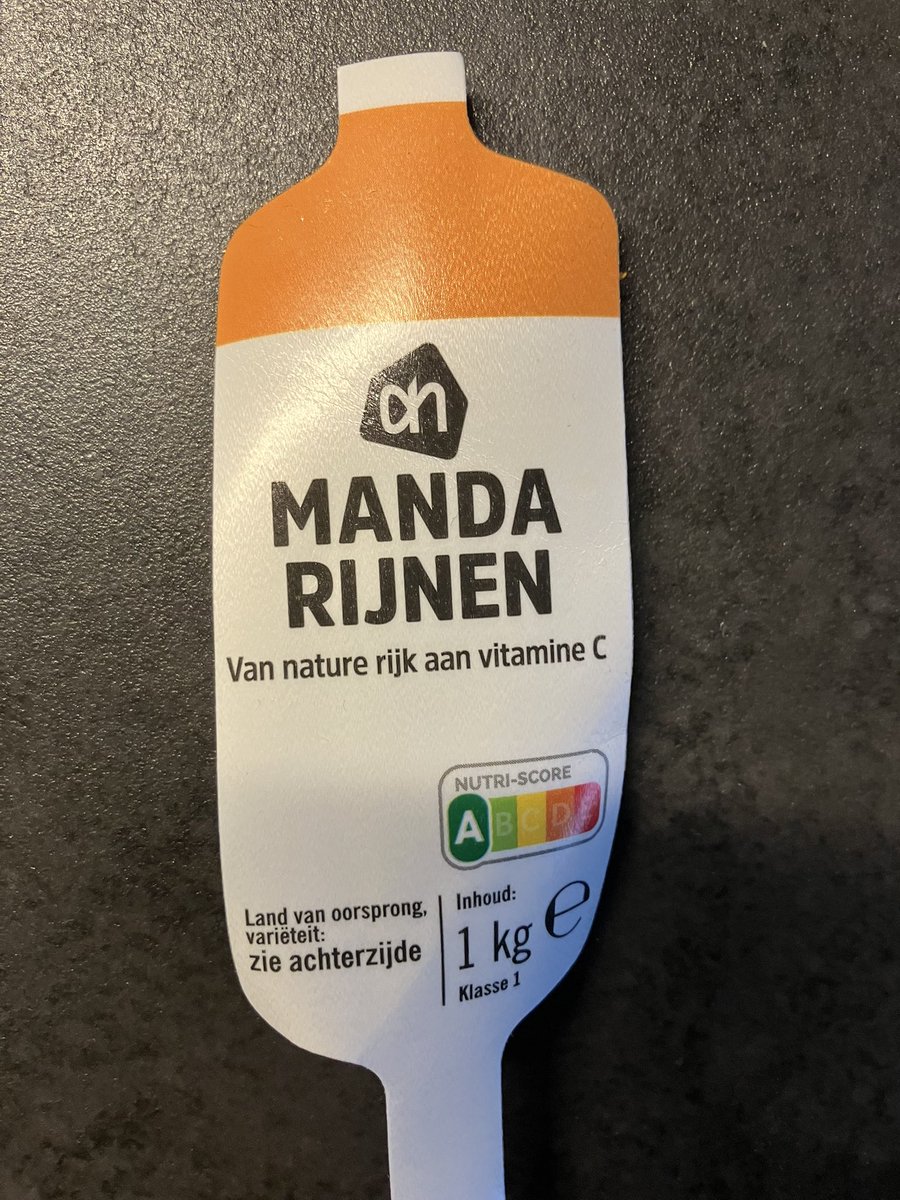 ah
MANDA
RIJNEN
Van nature rijk aan vitamine C
NUTRI-SCORE
A B C D E
Land van oorsprong,
variëteit:
zie achterzijde
Inhoud:
1 kg ℮
Klasse 1